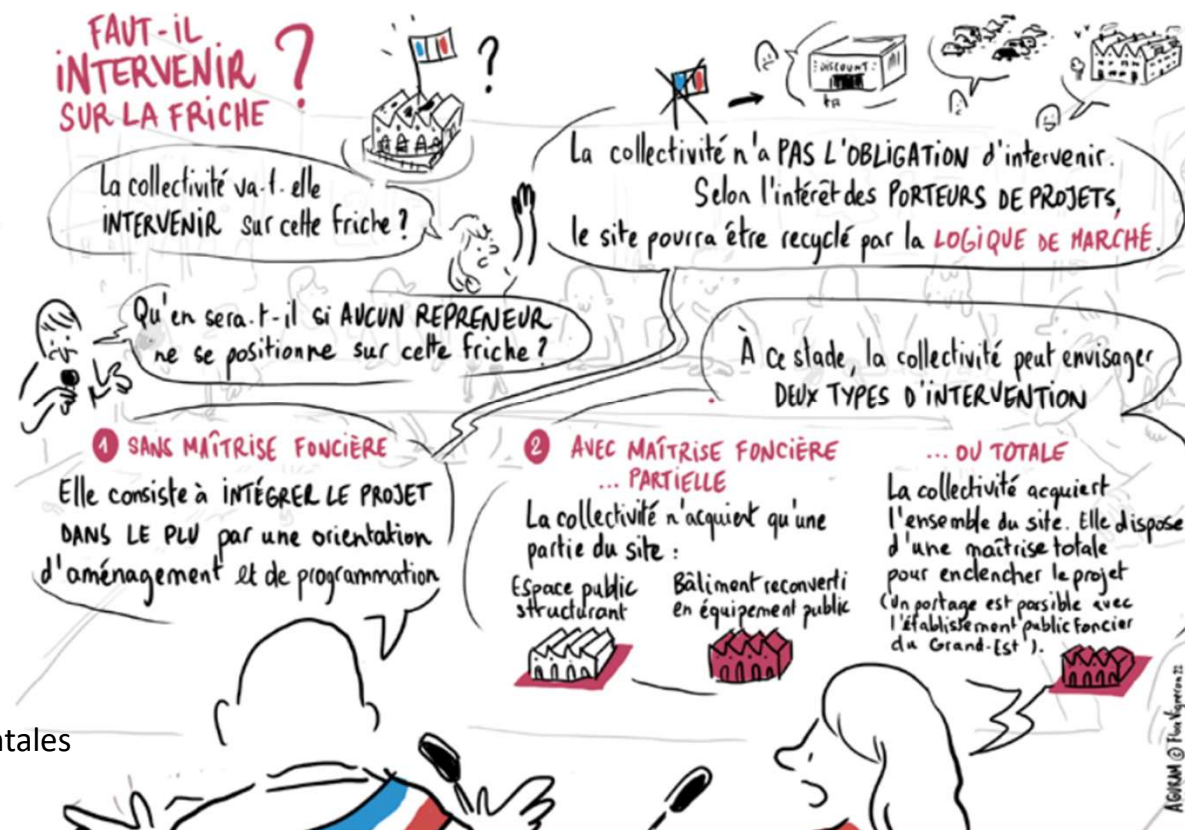 FAUT-iL
iNTERVENiR ?
SUR LA FRiCHE
?
DiSCOUNT
La collectivité va-t-elle
iNTERVENiR sur cette friche ?
La collectivité n'a PAS L'OBLiGATiON d'intervenir.
Selon l'intérêt des PORTEURS DE PROJETS,
le site pourra être recyclé par la LOGiQUE DE MARCHÉ.
Qu'en sera-t-il si AUCUN REPRENEUR
ne se positionne sur cette friche ?
À ce stade, la collectivité peut envisager
DEUX TYPES D'iNTERVENTiON
1 SANS MAÎTRiSE FONCiÈRE
Elle consiste à iNTÉGRER LE PROJET
DANS LE PLU par une orientation
d'aménagement et de programmation
2 AVEC MAÎTRiSE FONCiÈRE
... PARTiELLE
La collectivité n'acquiert qu'une
partie du site :
Espace public
structurant
Bâtiment reconverti
en équipement public
... OU TOTALE
La collectivité acquiert
l'ensemble du site. Elle dispose
d'une maîtrise totale
pour enclencher le projet
(Un portage est possible avec
l'établissement public foncier
du Grand-Est).
ntales
AGURAM © Flore Vigneron 22